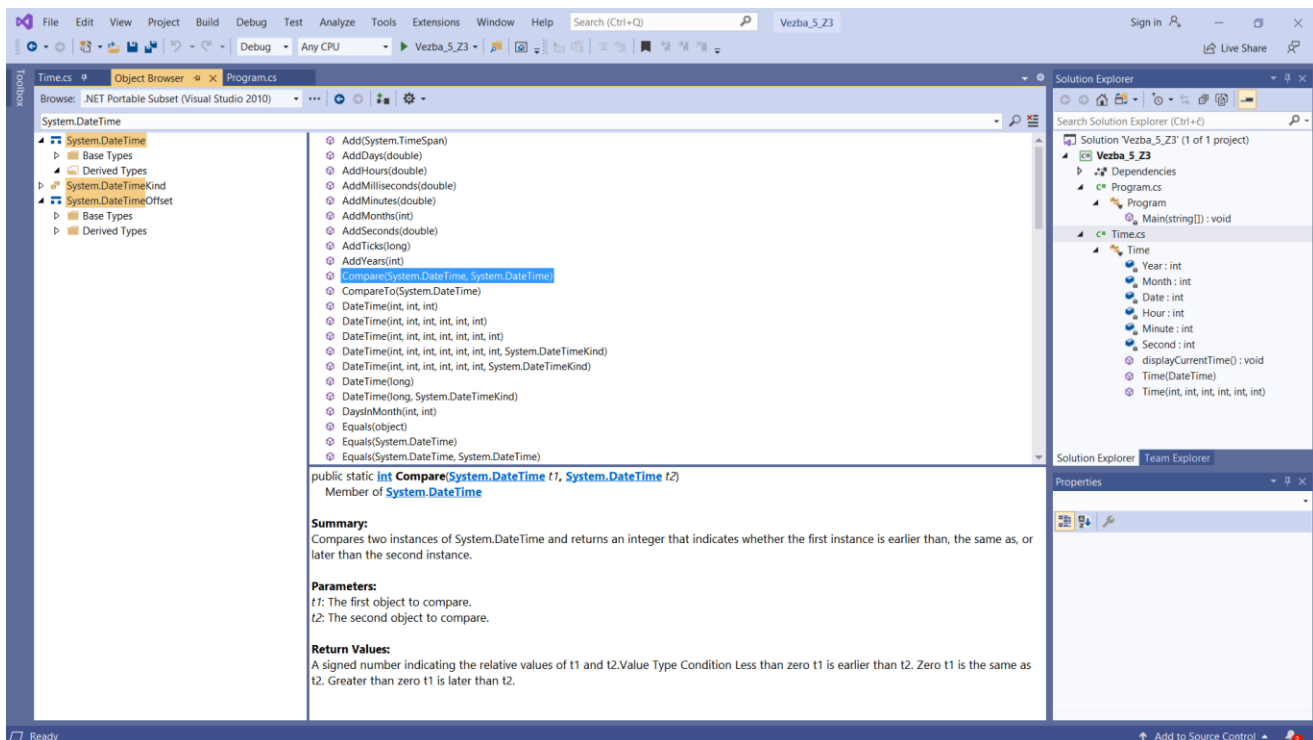 File Edit View Project Build Debug Test Analyze Tools Extensions Window Help Search (Ctrl+Q) Vezba_5_Z3 Sign in
Debug Any CPU Vezba_5_Z3 Live Share
Toolbox
Time.cs Object Browser Program.cs
Browse: .NET Portable Subset (Visual Studio 2010)
System.DateTime
System.DateTime
Base Types
Derived Types
System.DateTimeKind
System.DateTimeOffset
Base Types
Derived Types
Add(System.TimeSpan)
AddDays(double)
AddHours(double)
AddMilliseconds(double)
AddMinutes(double)
AddMonths(int)
AddSeconds(double)
AddTicks(long)
AddYears(int)
Compare(System.DateTime, System.DateTime)
CompareTo(System.DateTime)
DateTime(int, int, int)
DateTime(int, int, int, int, int, int)
DateTime(int, int, int, int, int, int, int)
DateTime(int, int, int, int, int, int, int, System.DateTimeKind)
DateTime(int, int, int, int, int, int, System.DateTimeKind)
DateTime(long)
DateTime(long, System.DateTimeKind)
DaysInMonth(int, int)
Equals(object)
Equals(System.DateTime)
Equals(System.DateTime, System.DateTime)
public static int Compare(System.DateTime t1, System.DateTime t2)
Member of System.DateTime
Summary:
Compares two instances of System.DateTime and returns an integer that indicates whether the first instance is earlier than, the same as, or
later than the second instance.
Parameters:
t1: The first object to compare.
t2: The second object to compare.
Return Values:
A signed number indicating the relative values of t1 and t2.Value Type Condition Less than zero t1 is earlier than t2. Zero t1 is the same as
t2. Greater than zero t1 is later than t2.
Solution Explorer
Search Solution Explorer (Ctrl+č)
Solution 'Vezba_5_Z3' (1 of 1 project)
Vezba_5_Z3
Dependencies
C# Program.cs
Program
Main(string[]) : void
C# Time.cs
Time
Year : int
Month : int
Date : int
Hour : int
Minute : int
Second : int
displayCurrentTime() : void
Time(DateTime)
Time(int, int, int, int, int, int)
Solution Explorer Team Explorer
Properties
Ready Add to Source Control